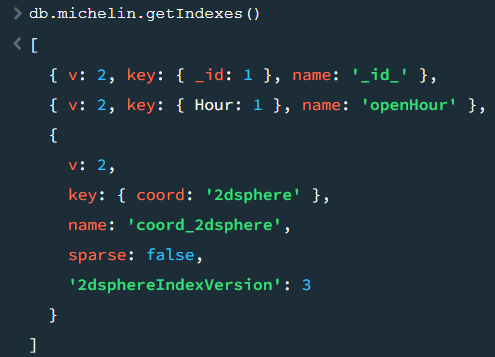 > db.michelin.getIndexes()
< [
{ v: 2, key: { _id: 1 }, name: '_id_' },
{ v: 2, key: { Hour: 1 }, name: 'openHour' },
{
v: 2,
key: { coord: '2dsphere' },
name: 'coord_2dsphere',
sparse: false,
'2dsphereIndexVersion': 3
}
]